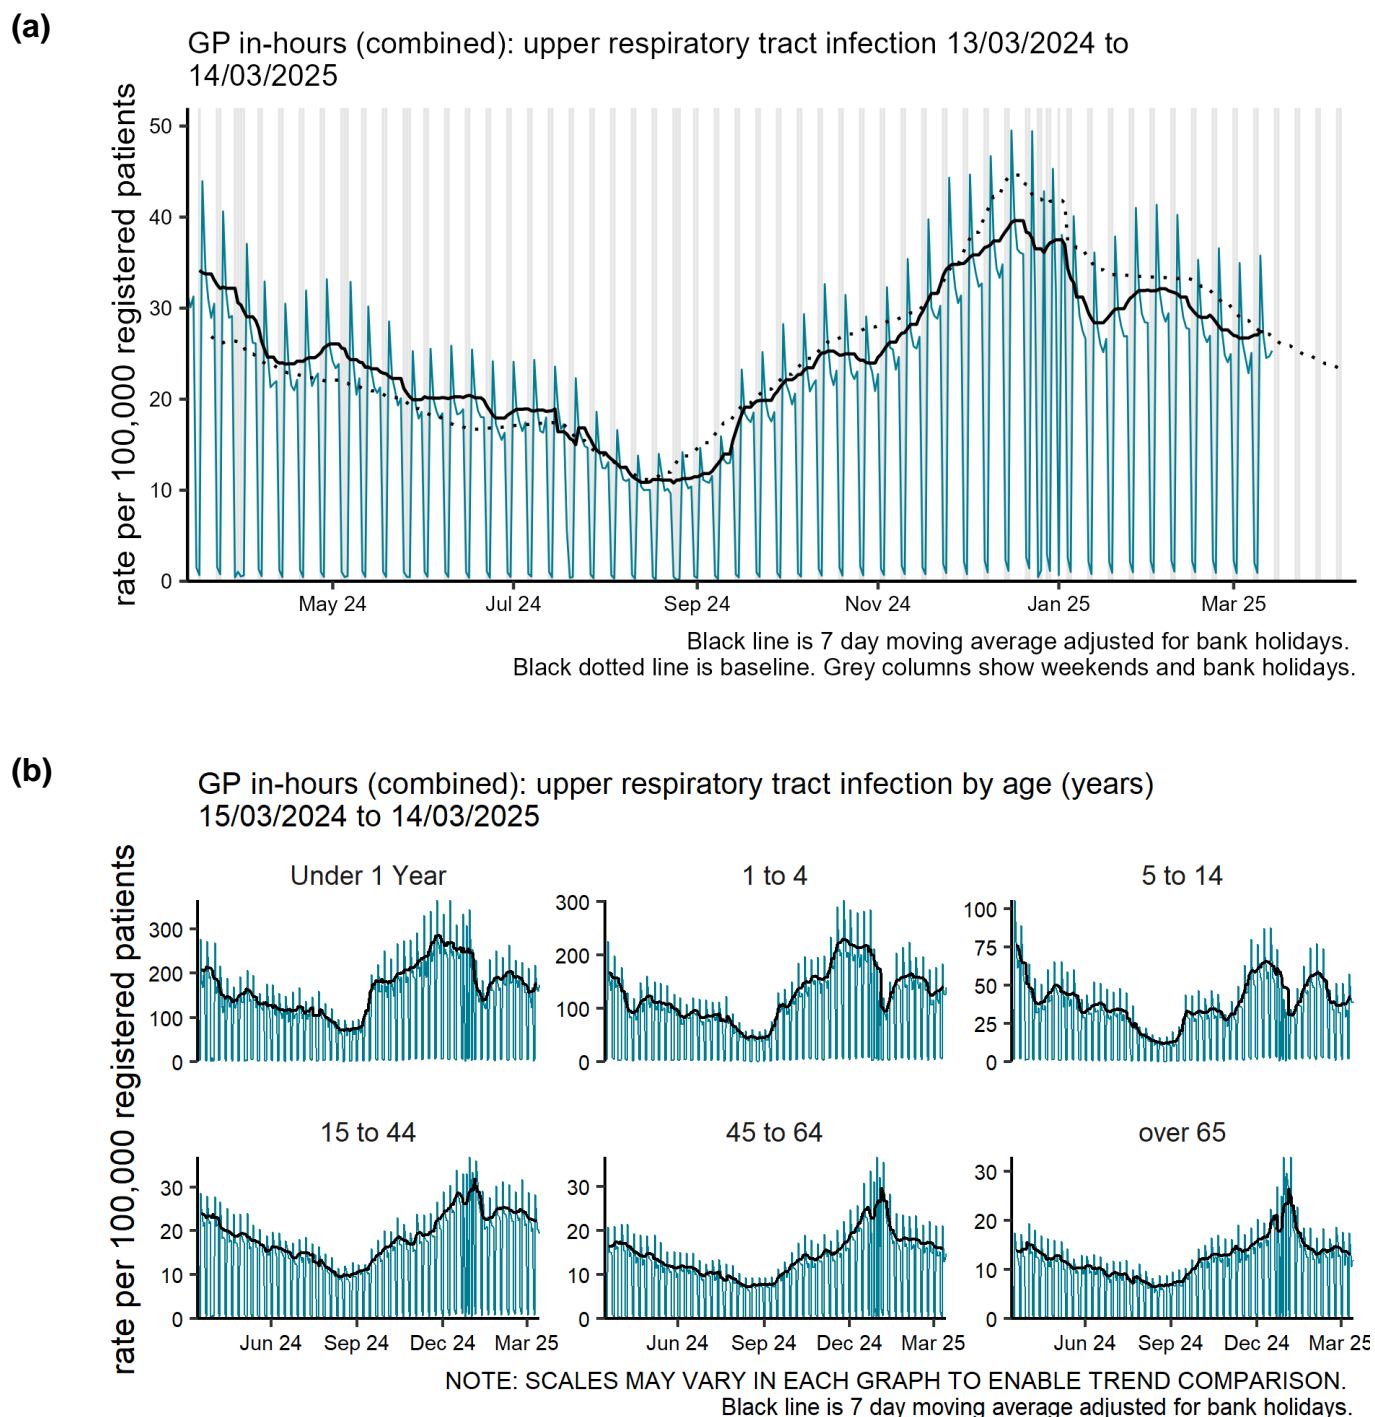 (a)
GP in-hours (combined): upper respiratory tract infection 13/03/2024 to
14/03/2025
rate per 100,000 registered patients
50
40
30
20
10
0
May 24 Jul 24 Sep 24 Nov 24 Jan 25 Mar 25
Black line is 7 day moving average adjusted for bank holidays.
Black dotted line is baseline. Grey columns show weekends and bank holidays.
(b)
GP in-hours (combined): upper respiratory tract infection by age (years)
15/03/2024 to 14/03/2025
rate per 100,000 registered patients
Under 1 Year
300
200
100
0
1 to 4
300
200
100
0
5 to 14
100
75
50
25
0
15 to 44
30
20
10
0
Jun 24 Sep 24 Dec 24 Mar 25
45 to 64
30
20
10
0
Jun 24 Sep 24 Dec 24 Mar 25
over 65
30
20
10
0
Jun 24 Sep 24 Dec 24 Mar 25
NOTE: SCALES MAY VARY IN EACH GRAPH TO ENABLE TREND COMPARISON.
Black line is 7 day moving average adjusted for bank holidays.